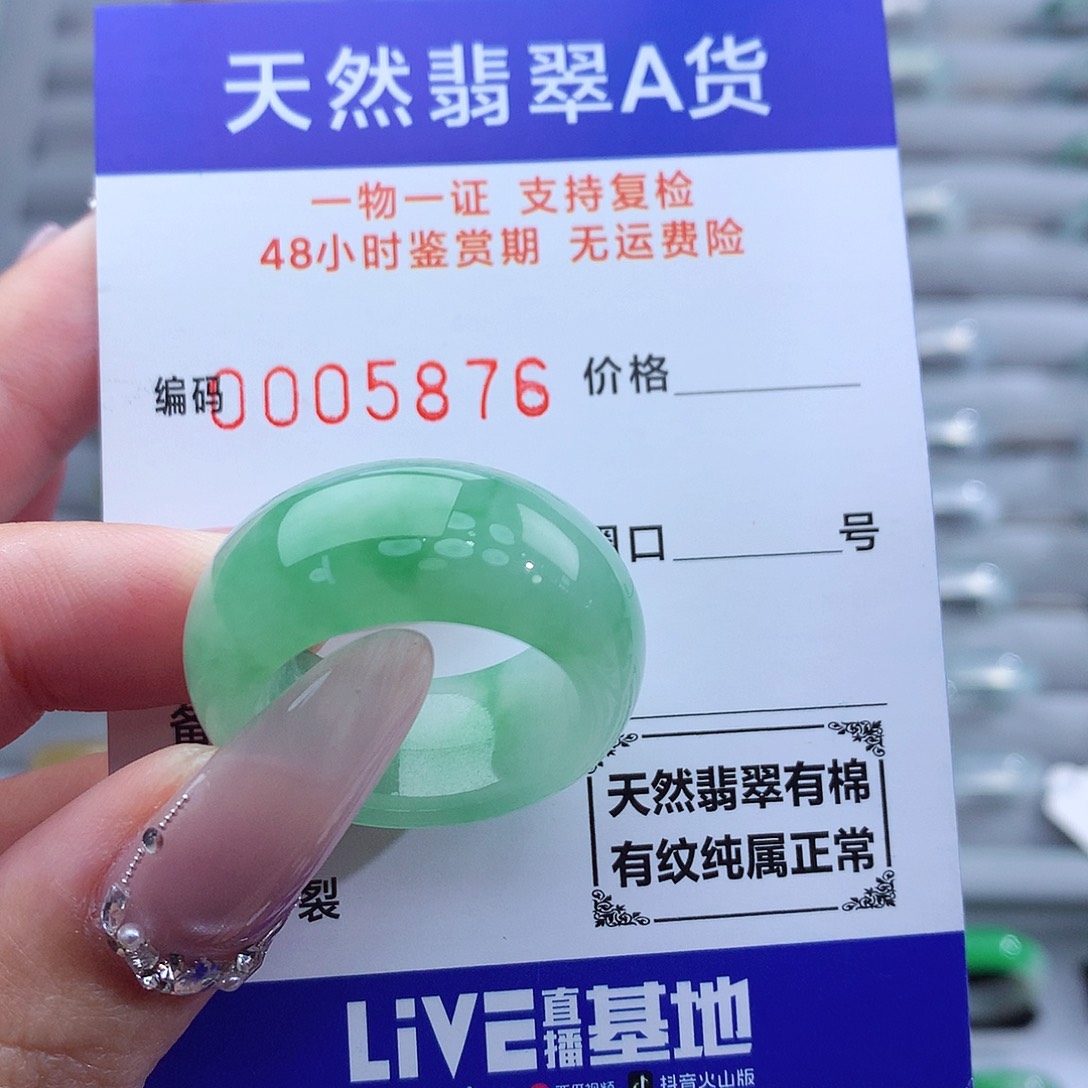 天然翡翠A货
一物一证 支持复检
48小时鉴赏期 无运费险
编码0005876 价格
口 号
备
天然翡翠有棉
有纹纯属正常
裂
LiVE直播基地
抖音火山版